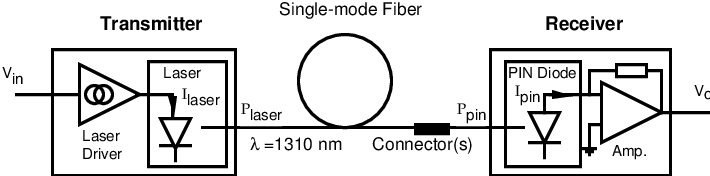 Single-mode Fiber
Transmitter
Receiver
Vin
Laser
Ilaser
Laser
Driver
Plaser
λ =1310 nm
Connector(s)
Ppin
PIN Diode
Ipin
Amp.